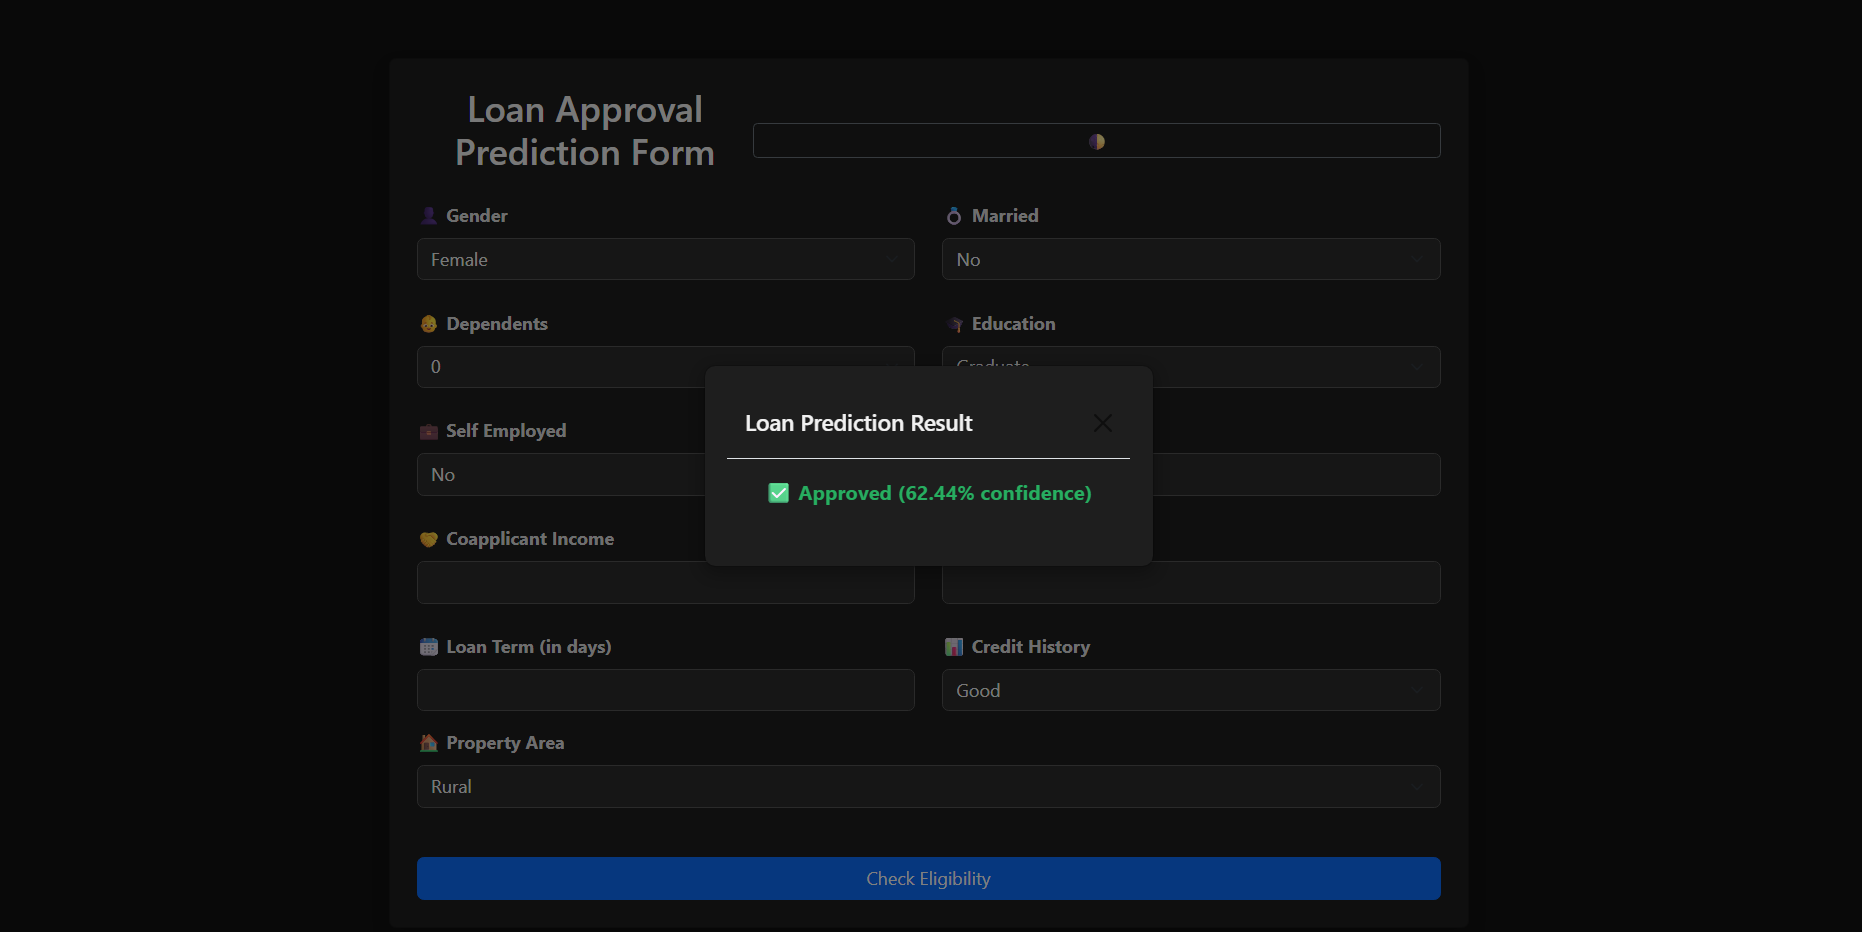 Loan Approval
Prediction Form
Gender
Married
Female
No
Dependents
Education
0
Graduate
Loan Prediction Result
Self Employed
No
Approved (62.44% confidence)
Coapplicant Income
Loan Term (in days)
Credit History
Good
Property Area
Rural
Check Eligibility